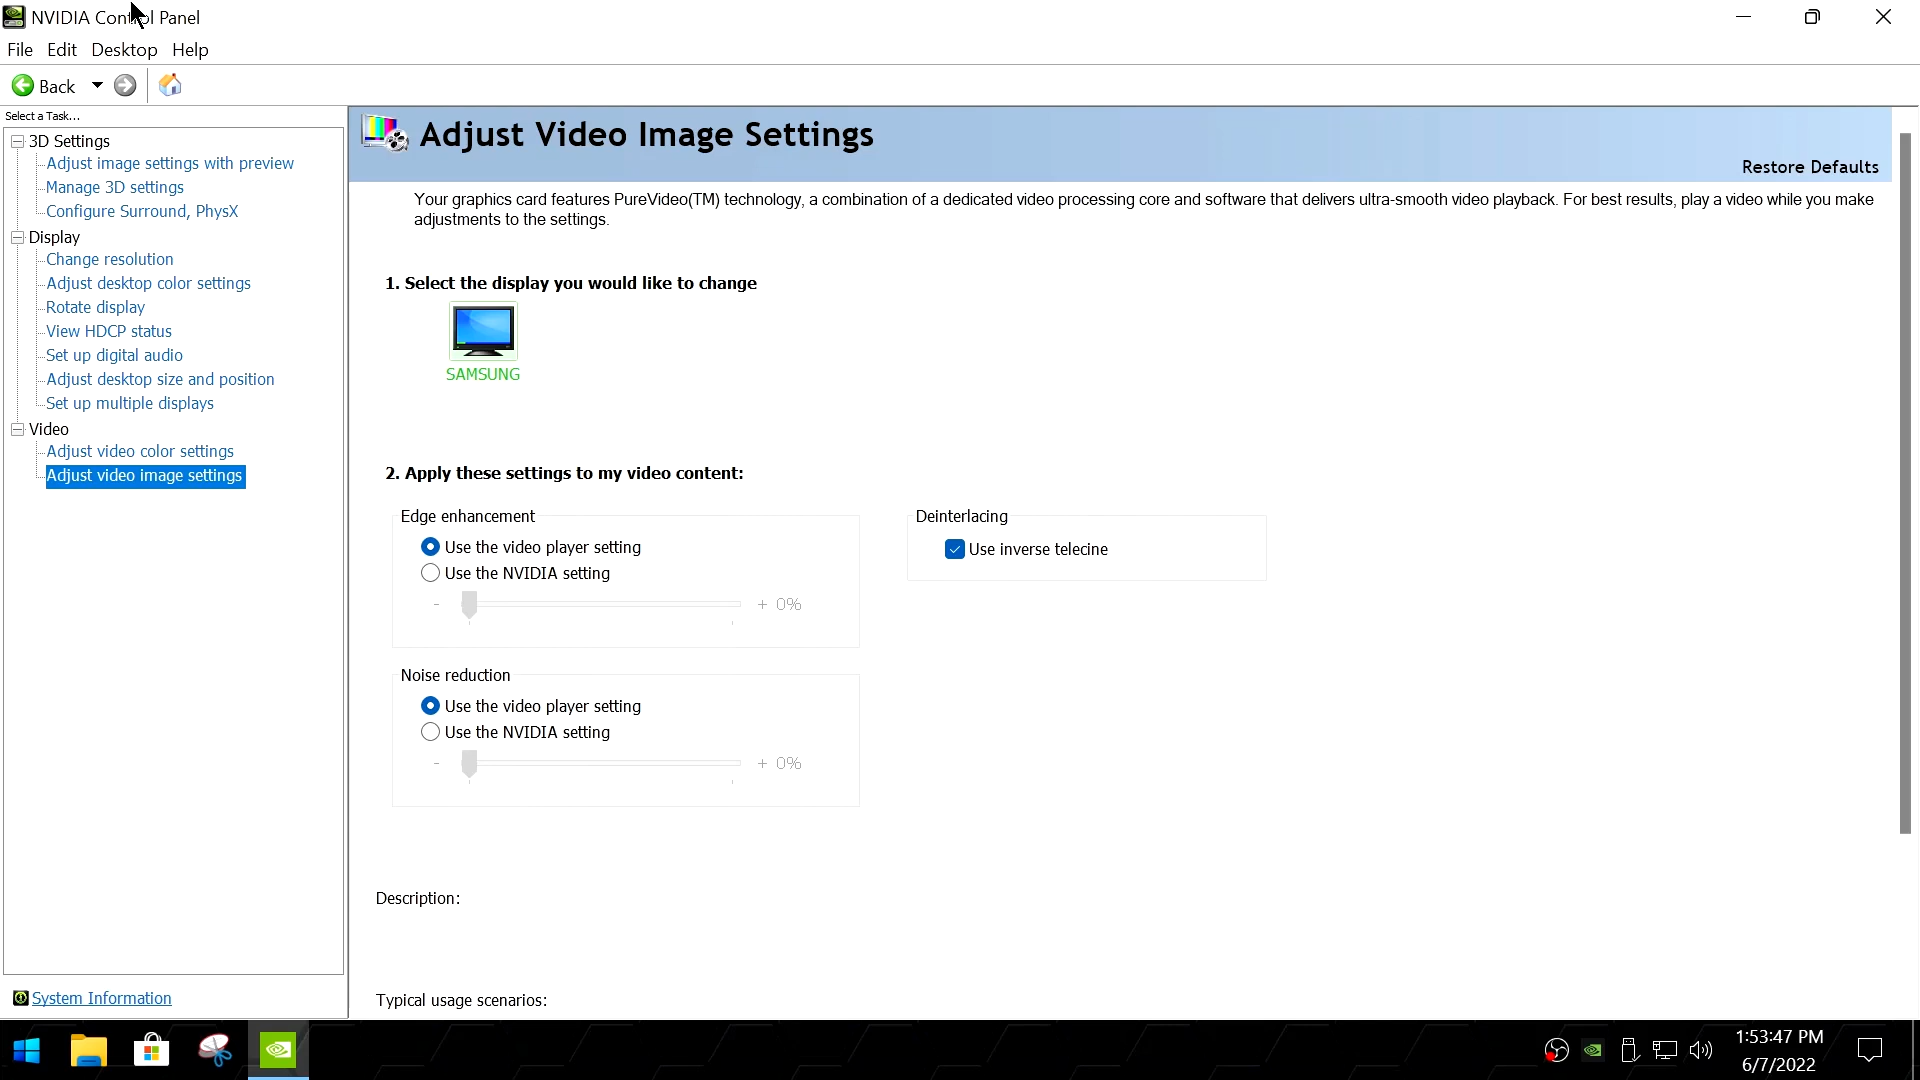 NVIDIA Control Panel
File Edit Desktop Help
Back
Select a Task...
3D Settings
Adjust image settings with preview
Manage 3D settings
Configure Surround, PhysX
Display
Change resolution
Adjust desktop color settings
Rotate display
View HDCP status
Set up digital audio
Adjust desktop size and position
Set up multiple displays
Video
Adjust video color settings
Adjust video image settings
System Information
Adjust Video Image Settings
Restore Defaults
Your graphics card features PureVideo(TM) technology, a combination of a dedicated video processing core and software that delivers ultra-smooth video playback. For best results, play a video while you make
adjustments to the settings.
1. Select the display you would like to change
SAMSUNG
2. Apply these settings to my video content:
Edge enhancement
Use the video player setting
Use the NVIDIA setting
- + 0%
Deinterlacing
Use inverse telecine
Noise reduction
Use the video player setting
Use the NVIDIA setting
- + 0%
Description:
Typical usage scenarios:
1:53:47 PM
6/7/2022